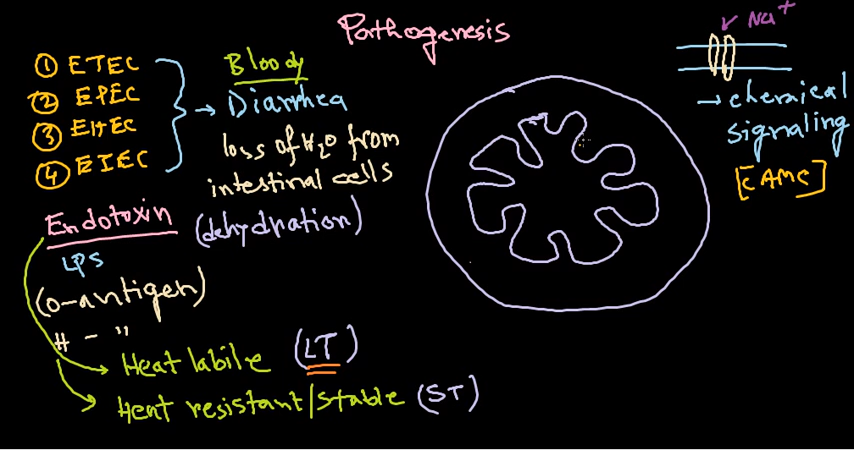 Pathogenesis
① ETEC
② EPEC
③ EHEC
④ EIEC
→ Bloody
Diarrhea
loss of H2O from
intestinal cells
(dehydration)
Endotoxin
LPS
(O-antigen)
H - "
Heat labile (LT)
Heat resistant/stable (ST)
Na+
→ chemical
signaling
[CAMC]